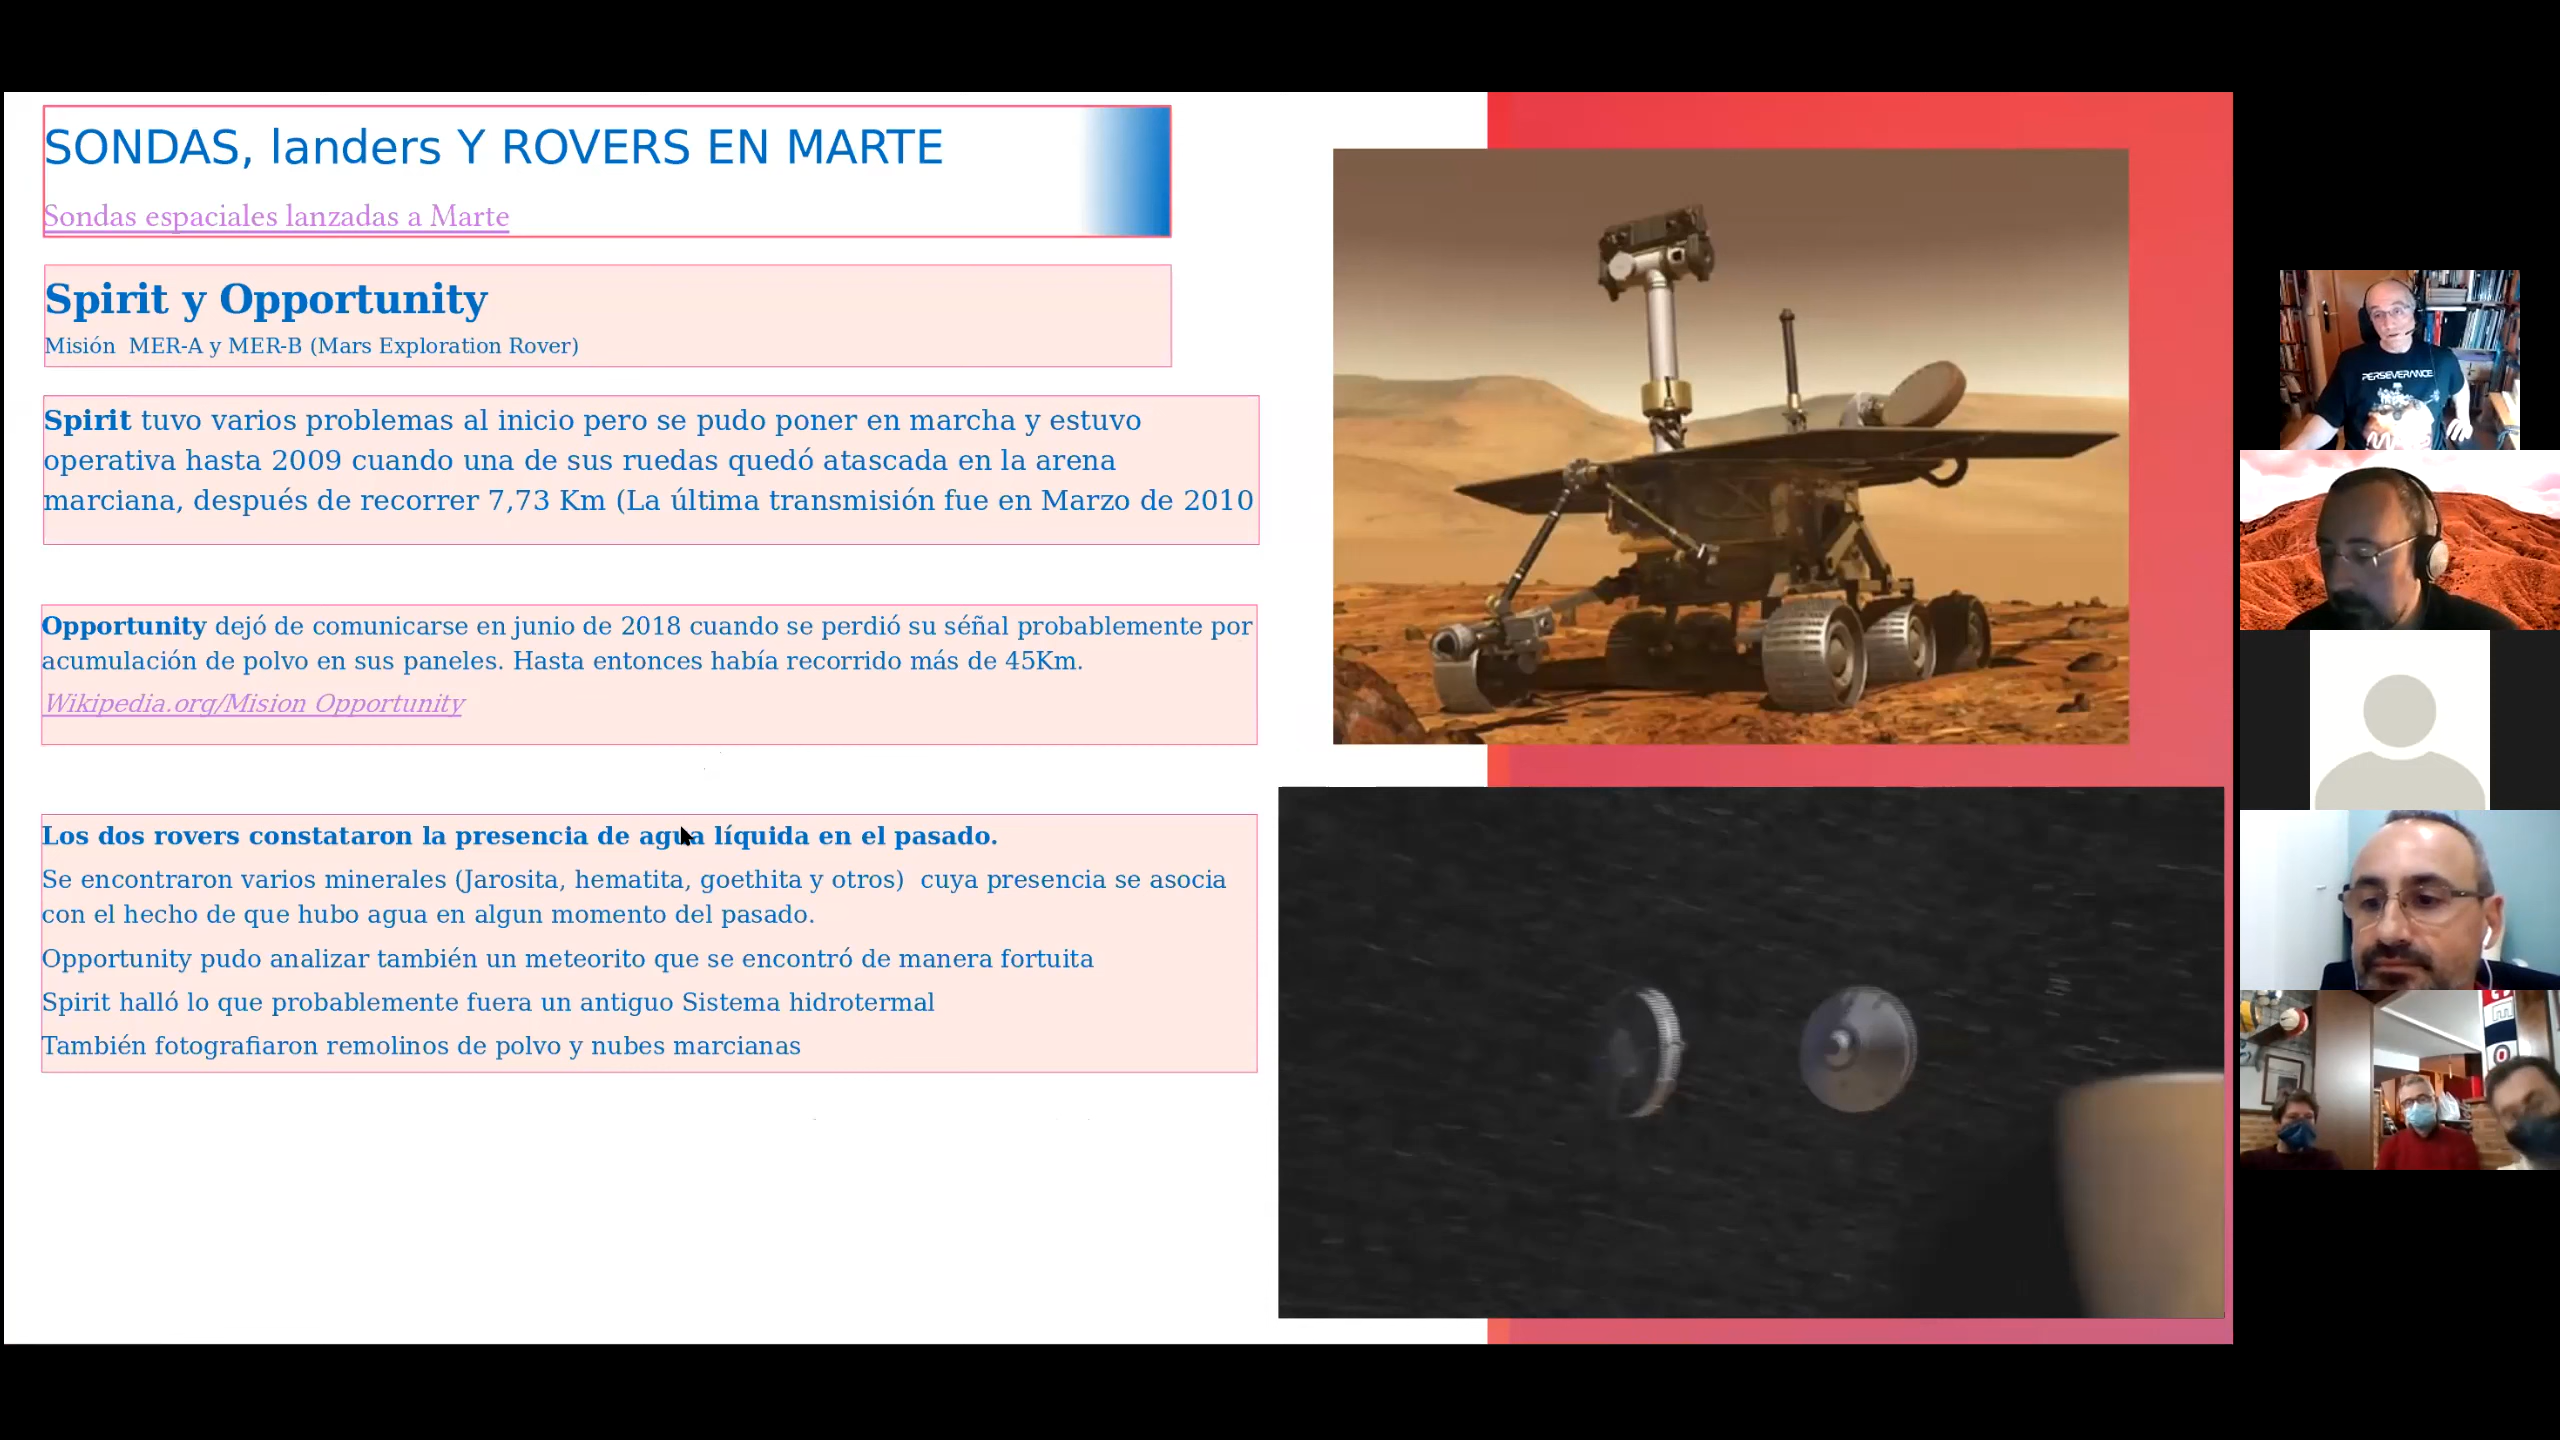 SONDAS, landers Y ROVERS EN MARTE
Sondas espaciales lanzadas a Marte
Spirit y Opportunity
Misión  MER-A y MER-B (Mars Exploration Rover)
Spirit tuvo varios problemas al inicio pero se pudo poner en marcha y estuvo
operativa hasta 2009 cuando una de sus ruedas quedó atascada en la arena
marciana, después de recorrer 7,73 Km (La última transmisión fue en Marzo de 2010
Opportunity dejó de comunicarse en junio de 2018 cuando se perdió su séñal probablemente por
acumulación de polvo en sus paneles. Hasta entonces había recorrido más de 45Km.
Wikipedia.org/Mision Opportunity
Los dos rovers constataron la presencia de agua líquida en el pasado.
Se encontraron varios minerales (Jarosita, hematita, goethita y otros)  cuya presencia se asocia
con el hecho de que hubo agua en algun momento del pasado.
Opportunity pudo analizar también un meteorito que se encontró de manera fortuita
Spirit halló lo que probablemente fuera un antiguo Sistema hidrotermal
También fotografiaron remolinos de polvo y nubes marcianas
PERSEVERANCE